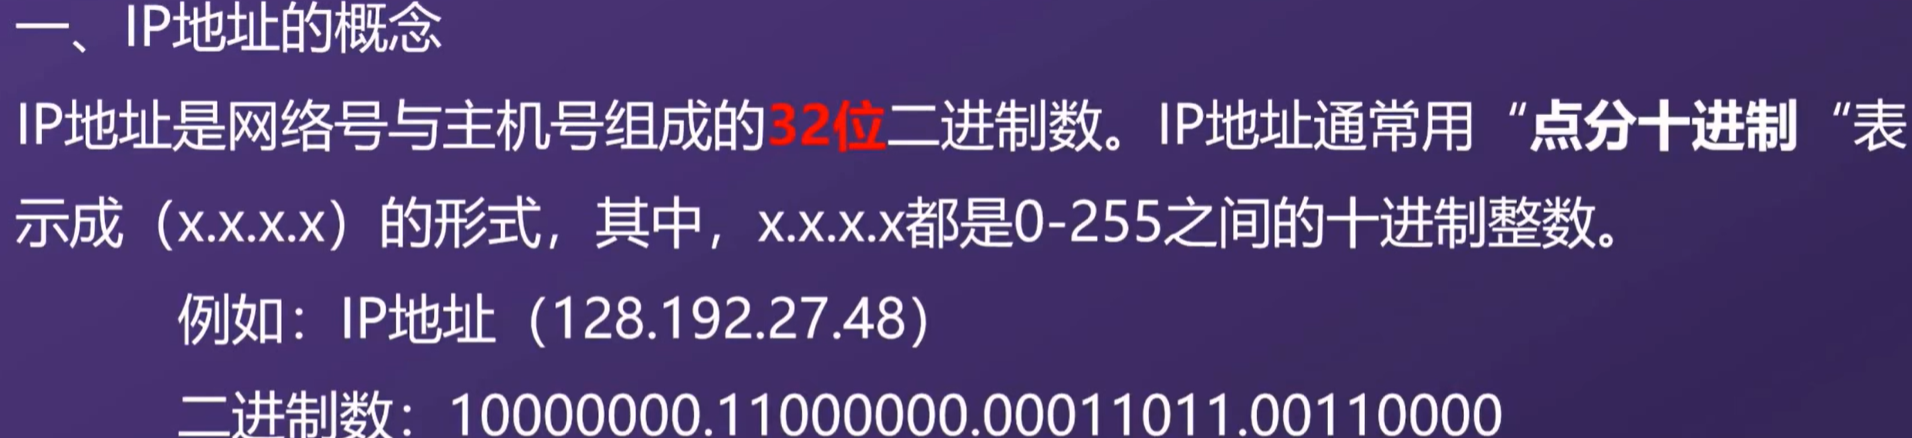 一、IP地址的概念
IP地址是网络号与主机号组成的32位二进制数。IP地址通常用“点分十进制“表
示成（x.x.x.x）的形式，其中，x.x.x.x都是0-255之间的十进制整数。
例如：IP地址（128.192.27.48）
二进制数：10000000.11000000.00011011.00110000